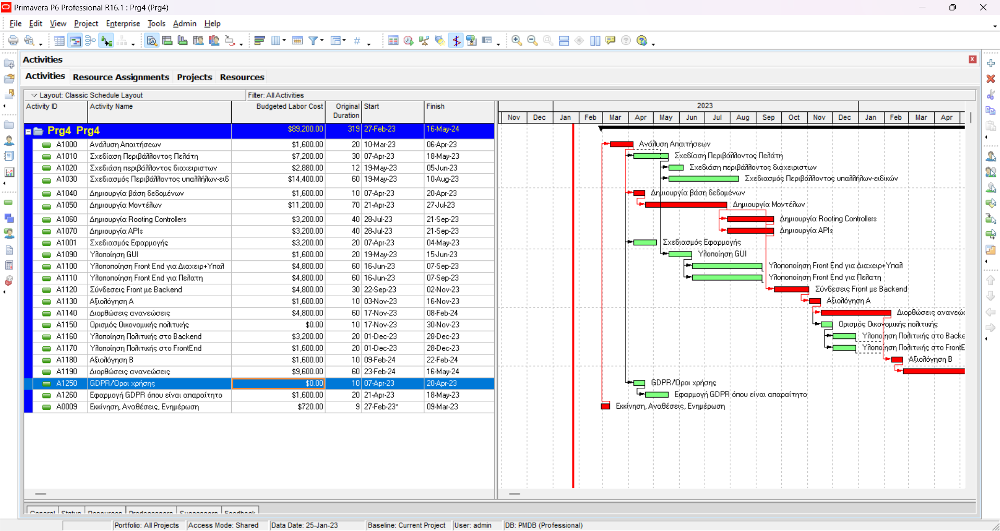 Primavera P6 Professional R16.1 : Prg4 (Prg4)
File Edit View Project Enterprise Tools Admin Help
Activities
Activities Resource Assignments Projects Resources
Layout: Classic Schedule Layout Filter: All Activities
Activity ID Activity Name Budgeted Labor Cost Original Duration Start Finish
Prg4 Prg4 $89,200.00 319 27-Feb-23 16-May-24
A1000 Ανάλυση Απαιτήσεων $1,600.00 20 10-Mar-23 06-Apr-23
A1010 Σχεδίαση Περιβάλλοντος Πελάτη $7,200.00 30 07-Apr-23 18-May-23
A1020 Σχεδιάση περιβάλλοντος διαχειριστων $2,880.00 12 19-May-23 05-Jun-23
A1030 Σχεδιασμός Περιβάλλοντος υπαλλήλων-ειδ $14,400.00 60 19-May-23 10-Aug-23
A1040 Δημιουργία βάση δεδομένων $1,600.00 10 07-Apr-23 20-Apr-23
A1050 Δημιουργία Μοντέλων $11,200.00 70 21-Apr-23 27-Jul-23
A1060 Δημιουργία Rooting Controllers $3,200.00 40 28-Jul-23 21-Sep-23
A1070 Δημιουργία APIs $3,200.00 40 28-Jul-23 21-Sep-23
A1001 Σχεδιασμός Εφαρμογής $3,200.00 20 07-Apr-23 04-May-23
A1090 Υλοποίηση GUI $1,600.00 20 19-May-23 15-Jun-23
A1100 Υλοποποίηση Front End για Διαχειρ+Υπαλ $4,800.00 60 16-Jun-23 07-Sep-23
A1110 Υλοποποίηση Front End για Πελατη $4,800.00 60 16-Jun-23 07-Sep-23
A1120 Σύνδεσεις Front με Backend $4,800.00 30 22-Sep-23 02-Nov-23
A1130 Αξιολόγηση Α $1,600.00 10 03-Nov-23 16-Nov-23
A1140 Διορθώσεις ανανεώσεις $4,800.00 60 17-Nov-23 08-Feb-24
A1150 Ορισμός Οικονομικής πολιτικής $0.00 10 17-Nov-23 30-Nov-23
A1160 Υλοποίηση Πολιτικής στο Backend $3,200.00 20 01-Dec-23 28-Dec-23
A1170 Υλοποίηση Πολιτικής στο FrontEnd $1,600.00 20 01-Dec-23 28-Dec-23
A1180 Αξιολόγηση Β $1,600.00 10 09-Feb-24 22-Feb-24
A1190 Διορθώσεις ανανεώσεις $9,600.00 60 23-Feb-24 16-May-24
A1250 GDPR/Όροι χρήσης $0.00 10 07-Apr-23 20-Apr-23
A1260 Εφαρμογή GDPR όπου είναι απαραίτητο $1,600.00 20 21-Apr-23 18-May-23
A0009 Εκκίνηση, Αναθέσεις, Ενημέρωση $720.00 9 27-Feb-23* 09-Mar-23
2023
Nov Dec Jan Feb Mar Apr May Jun Jul Aug Sep Oct Nov Dec Jan Feb Mar Apr
Ανάλυση Απαιτήσεων
Σχεδίαση Περιβάλλοντος Πελάτη
Σχεδιάση περιβάλλοντος διαχειριστων
Σχεδιασμός Περιβάλλοντος υπαλλήλων-ειδικών
Δημιουργία βάση δεδομένων
Δημιουργία Μοντέλων
Δημιουργία Rooting Controllers
Δημιουργία APIs
Σχεδιασμός Εφαρμογής
Υλοποίηση GUI
Υλοποποίηση Front End για Διαχειρ+Υπαλ
Υλοποποίηση Front End για Πελατη
Σύνδεσεις Front με Backend
Αξιολόγηση Α
Διορθώσεις ανανεώ
Ορισμός Οικονομικής πολιτικής
Υλοποίηση Πολιτικής στο Backe
Υλοποίηση Πολιτικής στο FrontE
Αξιολόγηση Β
GDPR/Όροι χρήσης
Εφαρμογή GDPR όπου είναι απαραίτητο
Εκκίνηση, Αναθέσεις, Ενημέρωση
General Status Resources Predecessors Successors Feedback
Portfolio: All Projects Access Mode: Shared Data Date: 25-Jan-23 Baseline: Current Project User: admin DB: PMDB (Professional)